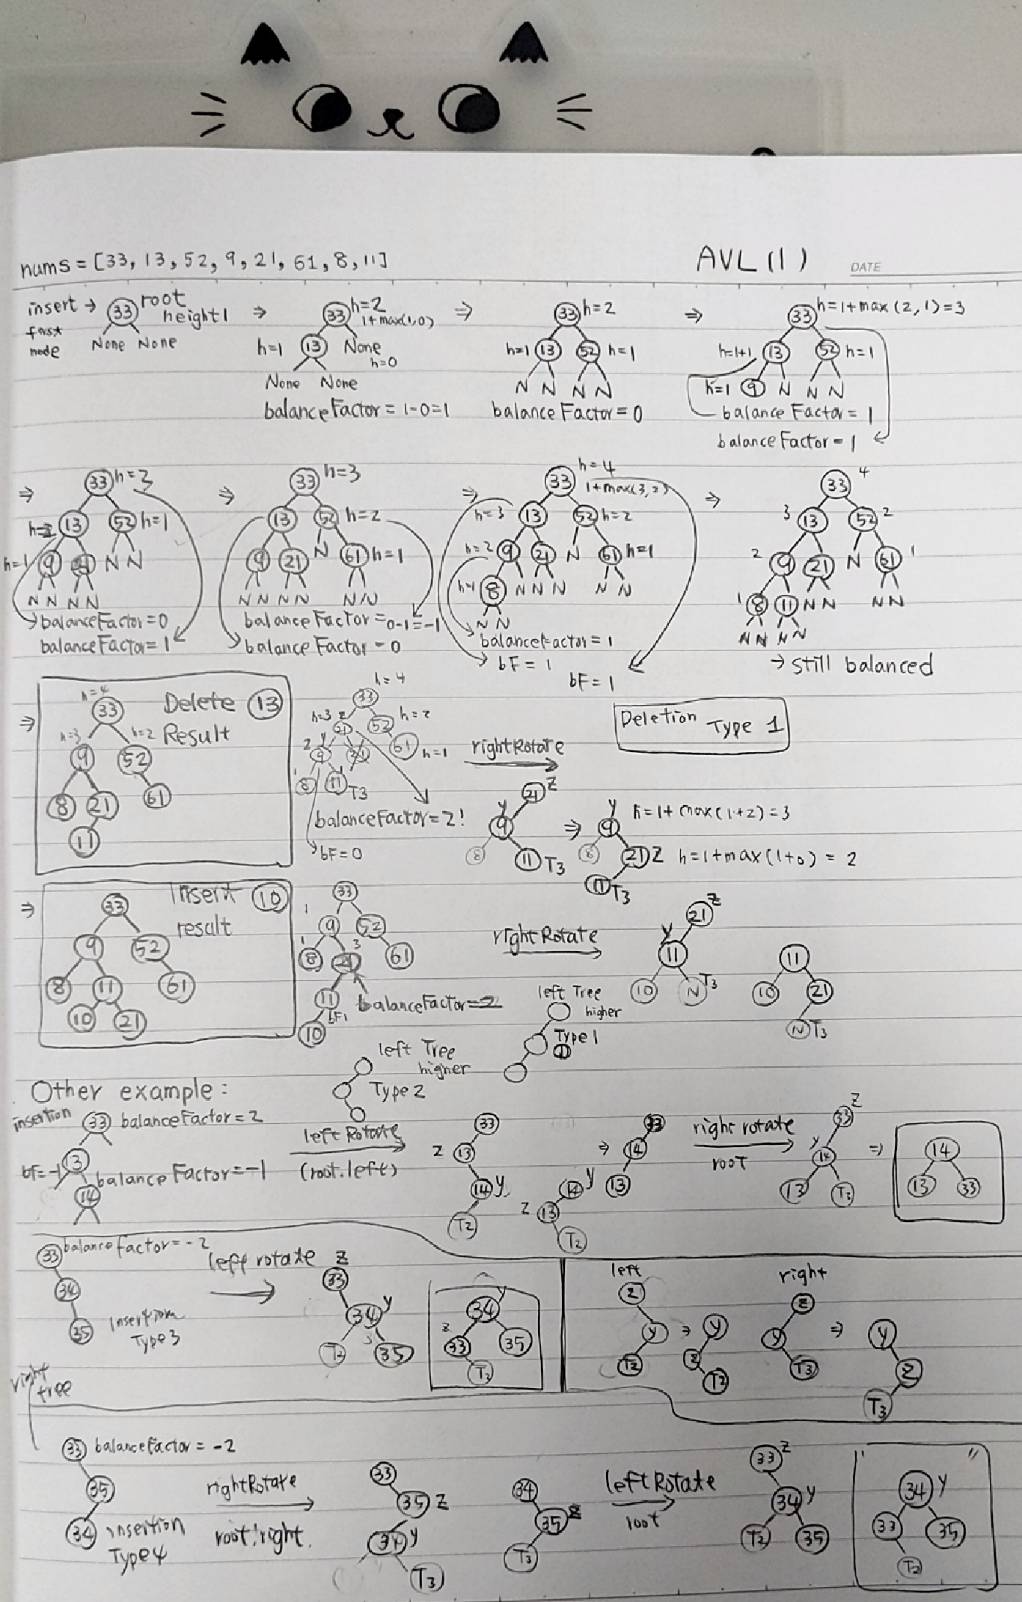 nums = [33, 13, 52, 9, 21, 61, 8, 11]
AVL (1)
DATE
insert → 33 root
first height 1
node None None
⇒ 33 h=2
1+max(1,0)
h=1 13 None
h=0
None None
balanceFactor = 1-0=1
⇒ 33 h=2
h=1 13 52 h=1
N N N N
balance Factor = 0
⇒ 33 h=1+max(2,1)=3
h=1+1 13 52 h=1
h=1 9 N N N
balance Factor = 1
balance Factor = 1
⇒ 33 h=3
h=2 13 52 h=1
h=1 9 21 N N
N N N N
balanceFactor = 0
balanceFactor = 1
⇒ 33 h=3
13 52 h=2
9 21 N 61 h=1
N N N N N N
balance Factor = 0-1=-1
balance Factor = 0
⇒ 33 h=4
1+max(3,2)
h=3 13 52 h=2
h=2 9 21 N 61 h=1
h=1 8 N N N N N
N N
balanceFactor = 1
bF = 1
bF = 1
⇒ 33 4
3 13 52 2
2 9 21 N 61 1
1 8 11 N N N N
N N N N
→ still balanced
⇒ h=4
33 Delete 13
h=3 h=2 Result
9 52
8 21 61
11
h=4
33
h=3 21 52 h=2
2 y 9 21 61 h=1
1 8 11 T3
balanceFactor = 2!
bF=0
rightRotate
Deletion Type 1
21 z
y 9
8 11 T3
⇒ y h=1+max(1+2)=3
9
8 21 z h=1+max(1+0) = 2
11 T3
⇒ Insert 10
33 result
9 52
8 11 61
10 21
33
9 52
8 21 3 61
11 balanceFactor=2
bF1
10
rightRotate
21 z
y 11
10 N T3
11
10 21
N T3
left Tree
higher
Type 1
left Tree
higher
Type 2
Other example:
insertion 33 balanceFactor = 2
bf=-1 13 balance Factor = -1
14
left Rotate
(root.left)
33
z 13
14 y
T2
⇒ 33
14
13
14 y
z 13
T2
right rotate
root
z
33
y 14
13 T3
⇒ 14
13 33
33 balance factor = -2
34
35 Insertion
Type 3
left rotate
z
33
34 y
T2 35
34 y
z 33 35
T2
left
z
y
T2
⇒ y
z
T2
right
z
y
T3
⇒ y
z
T3
right
tree
33 balancefactor = -2
35
34 insertion
Type 4
rightRotate
root.right
33
35 z
34 y
T3
34
35 z
T3
left Rotate
root
33 z
34 y
T2 35
34 y
33 35
T2